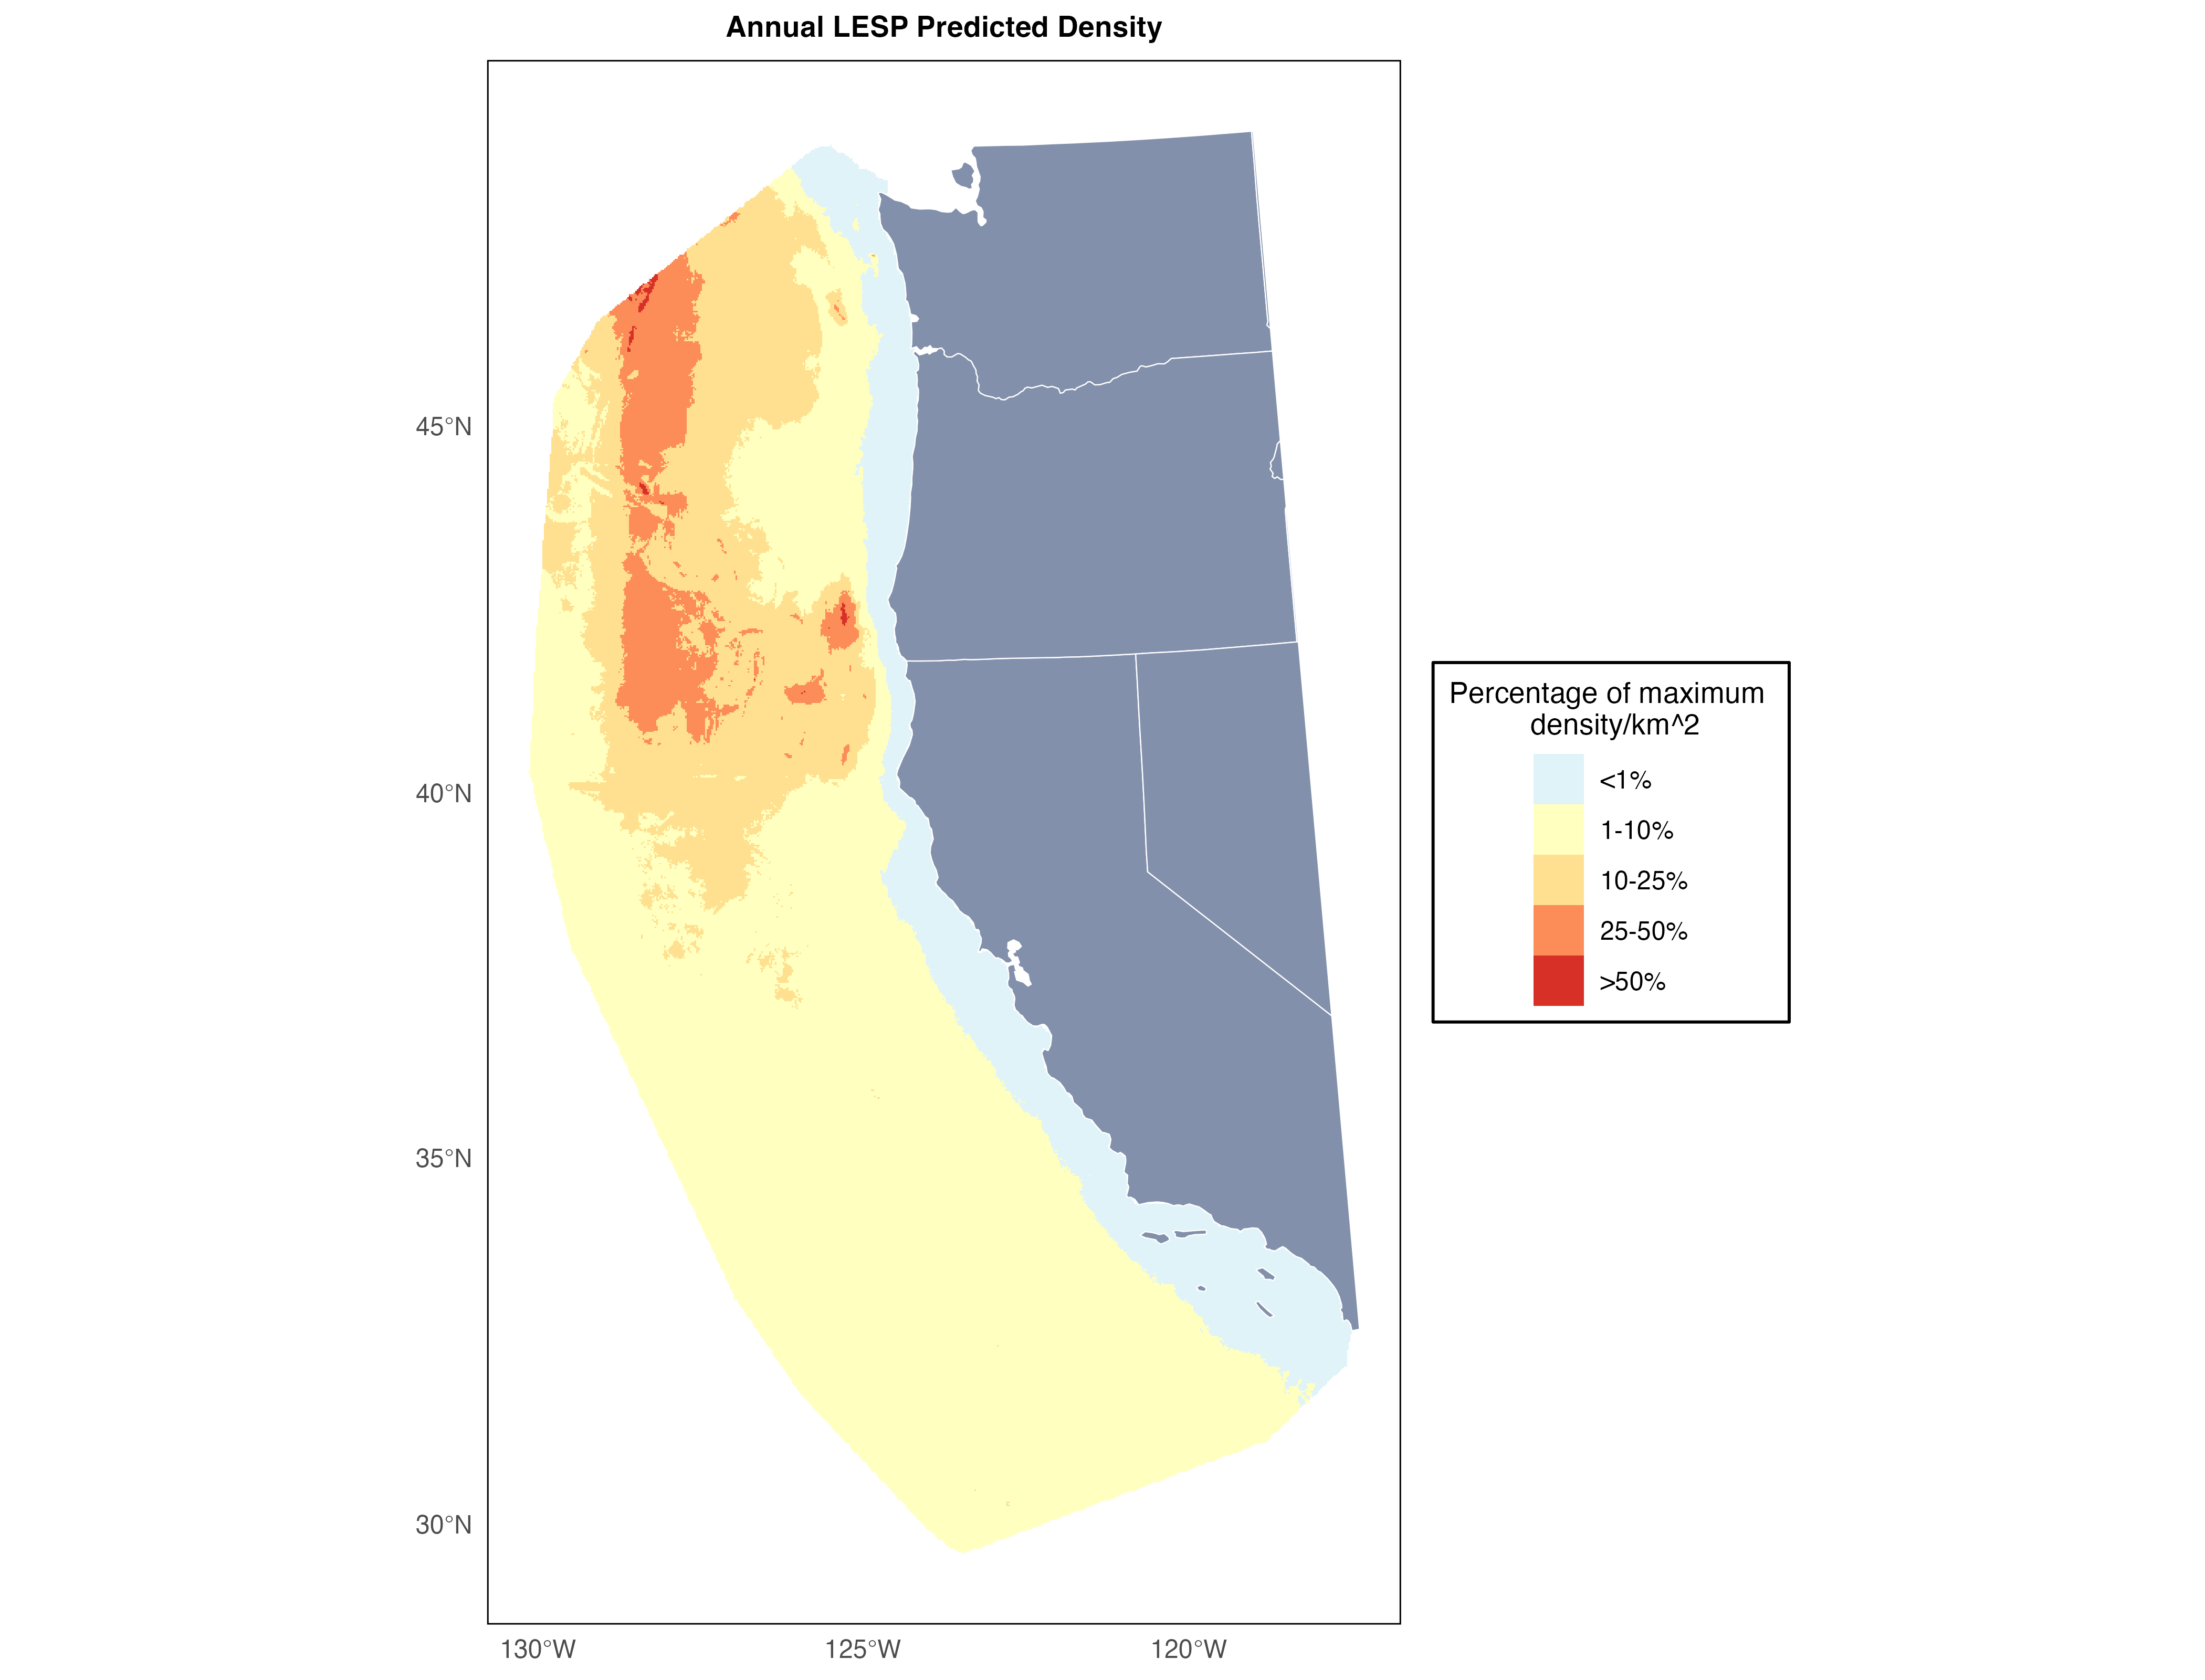 Annual LESP Predicted Density
45°N
40°N
35°N
30°N
130°W
125°W
120°W
Percentage of maximum
density/km^2
<1%
1-10%
10-25%
25-50%
>50%